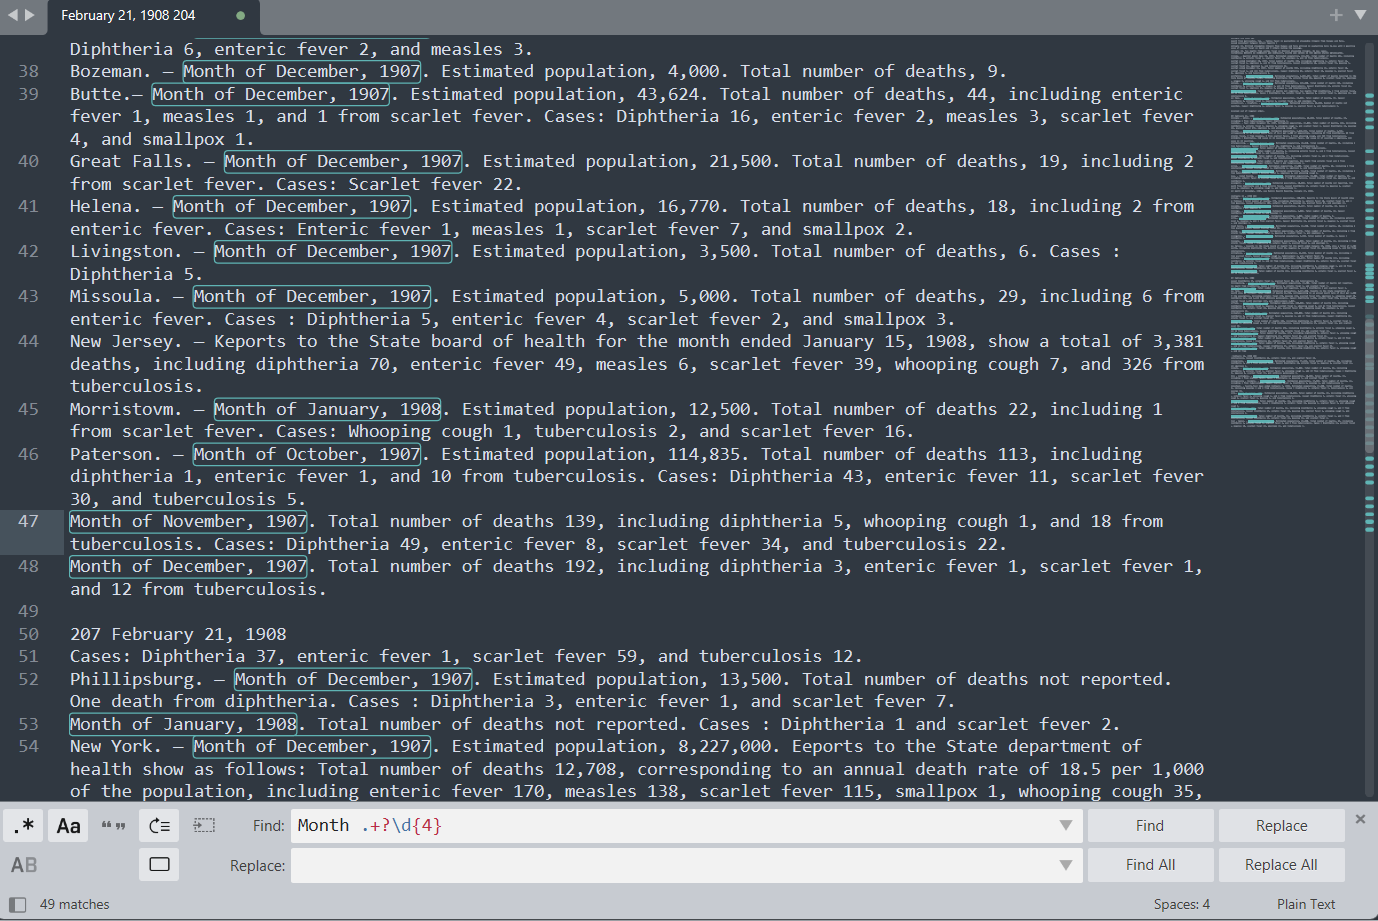 February 21, 1908 204
Diphtheria 6, enteric fever 2, and measles 3.
38 Bozeman. — Month of December, 1907. Estimated population, 4,000. Total number of deaths, 9.
39 Butte.— Month of December, 1907. Estimated population, 43,624. Total number of deaths, 44, including enteric
fever 1, measles 1, and 1 from scarlet fever. Cases: Diphtheria 16, enteric fever 2, measles 3, scarlet fever
4, and smallpox 1.
40 Great Falls. — Month of December, 1907. Estimated population, 21,500. Total number of deaths, 19, including 2
from scarlet fever. Cases: Scarlet fever 22.
41 Helena. — Month of December, 1907. Estimated population, 16,770. Total number of deaths, 18, including 2 from
enteric fever. Cases: Enteric fever 1, measles 1, scarlet fever 7, and smallpox 2.
42 Livingston. — Month of December, 1907. Estimated population, 3,500. Total number of deaths, 6. Cases :
Diphtheria 5.
43 Missoula. — Month of December, 1907. Estimated population, 5,000. Total number of deaths, 29, including 6 from
enteric fever. Cases : Diphtheria 5, enteric fever 4, scarlet fever 2, and smallpox 3.
44 New Jersey. — Keports to the State board of health for the month ended January 15, 1908, show a total of 3,381
deaths, including diphtheria 70, enteric fever 49, measles 6, scarlet fever 39, whooping cough 7, and 326 from
tuberculosis.
45 Morristovm. — Month of January, 1908. Estimated population, 12,500. Total number of deaths 22, including 1
from scarlet fever. Cases: Whooping cough 1, tuberculosis 2, and scarlet fever 16.
46 Paterson. — Month of October, 1907. Estimated population, 114,835. Total number of deaths 113, including
diphtheria 1, enteric fever 1, and 10 from tuberculosis. Cases: Diphtheria 43, enteric fever 11, scarlet fever
30, and tuberculosis 5.
47 Month of November, 1907. Total number of deaths 139, including diphtheria 5, whooping cough 1, and 18 from
tuberculosis. Cases: Diphtheria 49, enteric fever 8, scarlet fever 34, and tuberculosis 22.
48 Month of December, 1907. Total number of deaths 192, including diphtheria 3, enteric fever 1, scarlet fever 1,
and 12 from tuberculosis.
49
50 207 February 21, 1908
51 Cases: Diphtheria 37, enteric fever 1, scarlet fever 59, and tuberculosis 12.
52 Phillipsburg. — Month of December, 1907. Estimated population, 13,500. Total number of deaths not reported.
One death from diphtheria. Cases : Diphtheria 3, enteric fever 1, and scarlet fever 7.
53 Month of January, 1908. Total number of deaths not reported. Cases : Diphtheria 1 and scarlet fever 2.
54 New York. — Month of December, 1907. Estimated population, 8,227,000. Eeports to the State department of
health show as follows: Total number of deaths 12,708, corresponding to an annual death rate of 18.5 per 1,000
of the population, including enteric fever 170, measles 138, scarlet fever 115, smallpox 1, whooping cough 35,
.* Aa “” Find: Month .+?\d{4} Find Replace
AB Replace: Find All Replace All
49 matches Spaces: 4 Plain Text